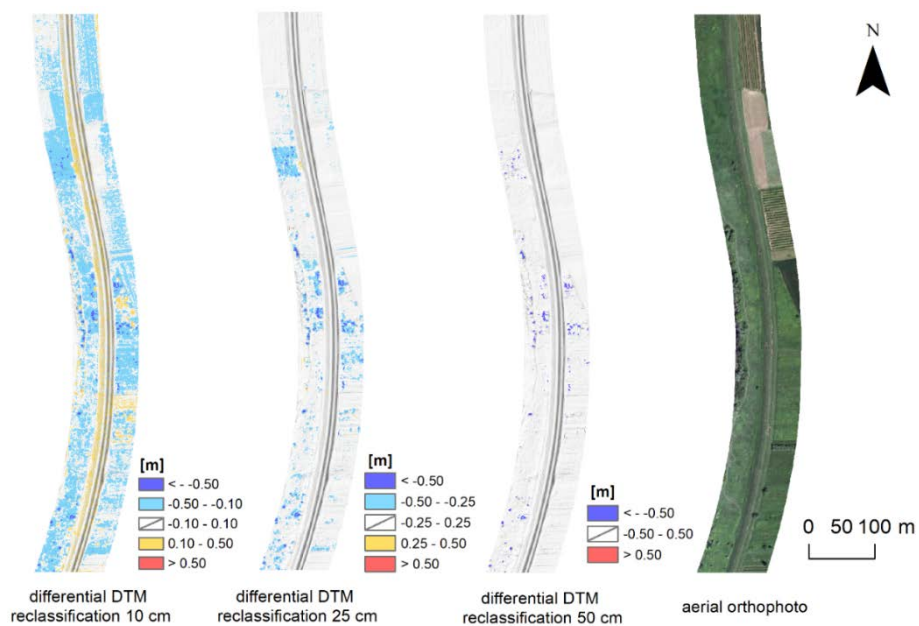 N
[m]
< - -0.50
-0.50 - -0.10
-0.10 - 0.10
0.10 - 0.50
> 0.50
differential DTM
reclassification 10 cm
[m]
< -0.50
-0.50 - -0.25
-0.25 - 0.25
0.25 - 0.50
> 0.50
differential DTM
reclassification 25 cm
[m]
< - -0.50
-0.50 - 0.50
> 0.50
differential DTM
reclassification 50 cm
0 50 100 m
aerial orthophoto